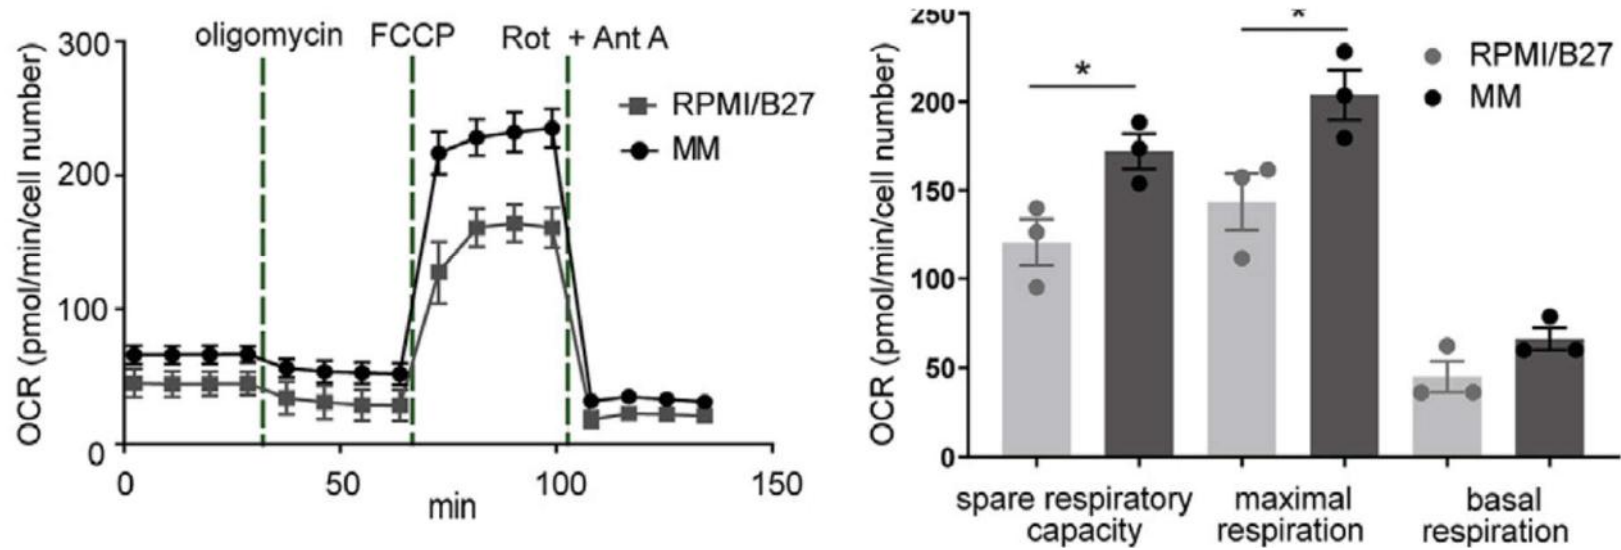 oligomycin FCCP Rot + Ant A
300
200
100
0
0 50 100 150
min
OCR (pmol/min/cell number)
RPMI/B27
MM
250
200
150
100
50
0
OCR (pmol/min/cell number)
*
*
RPMI/B27
MM
spare respiratory
capacity
maximal
respiration
basal
respiration